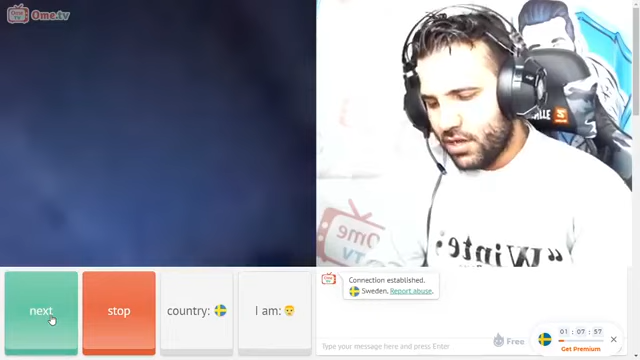 Ome.tv
next
stop
country:
I am:
Connection established.
Sweden. Report abuse.
Type your message here and press Enter
Free
01 : 07 : 57
Get Premium